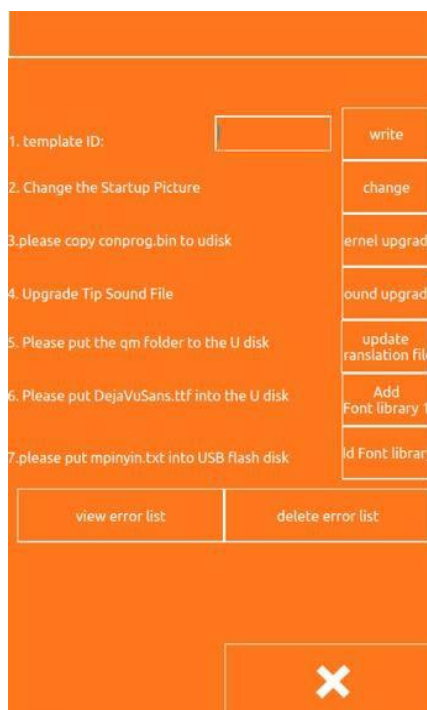 1. template ID:
write
2. Change the Startup Picture
change
3.please copy conprog.bin to udisk
ernel upgrad
4. Upgrade Tip Sound File
ound upgrad
5. Please put the qm folder to the U disk
update
ranslation file
6. Please put DejaVuSans.ttf into the U disk
Add
Font library 1
7.please put mpinyin.txt into USB flash disk
ld Font librar
view error list
delete error list